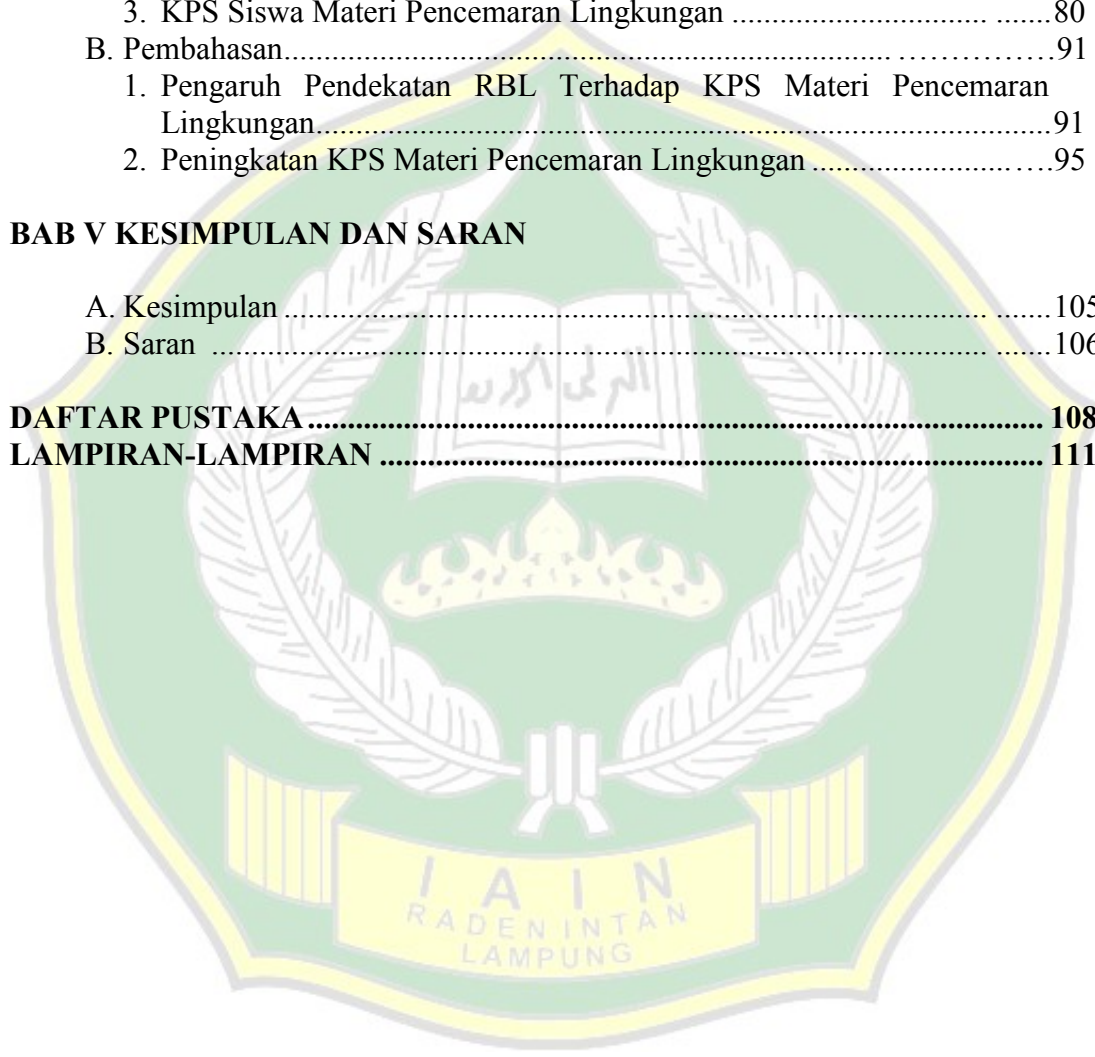 3. KPS Siswa Materi Pencemaran Lingkungan ................................ .......80
B. Pembahasan.......................................................................... ...............91
1. Pengaruh Pendekatan RBL Terhadap KPS Materi Pencemaran
Lingkungan.................................................................................91
2. Peningkatan KPS Materi Pencemaran Lingkungan .........................….95
BAB V KESIMPULAN DAN SARAN
A. Kesimpulan .............................................................................. .......105
B. Saran ...................................................................................... .......106
DAFTAR PUSTAKA ................................................................................ 108
LAMPIRAN-LAMPIRAN ........................................................................ 111
IAIN
RADEN INTAN
LAMPUNG